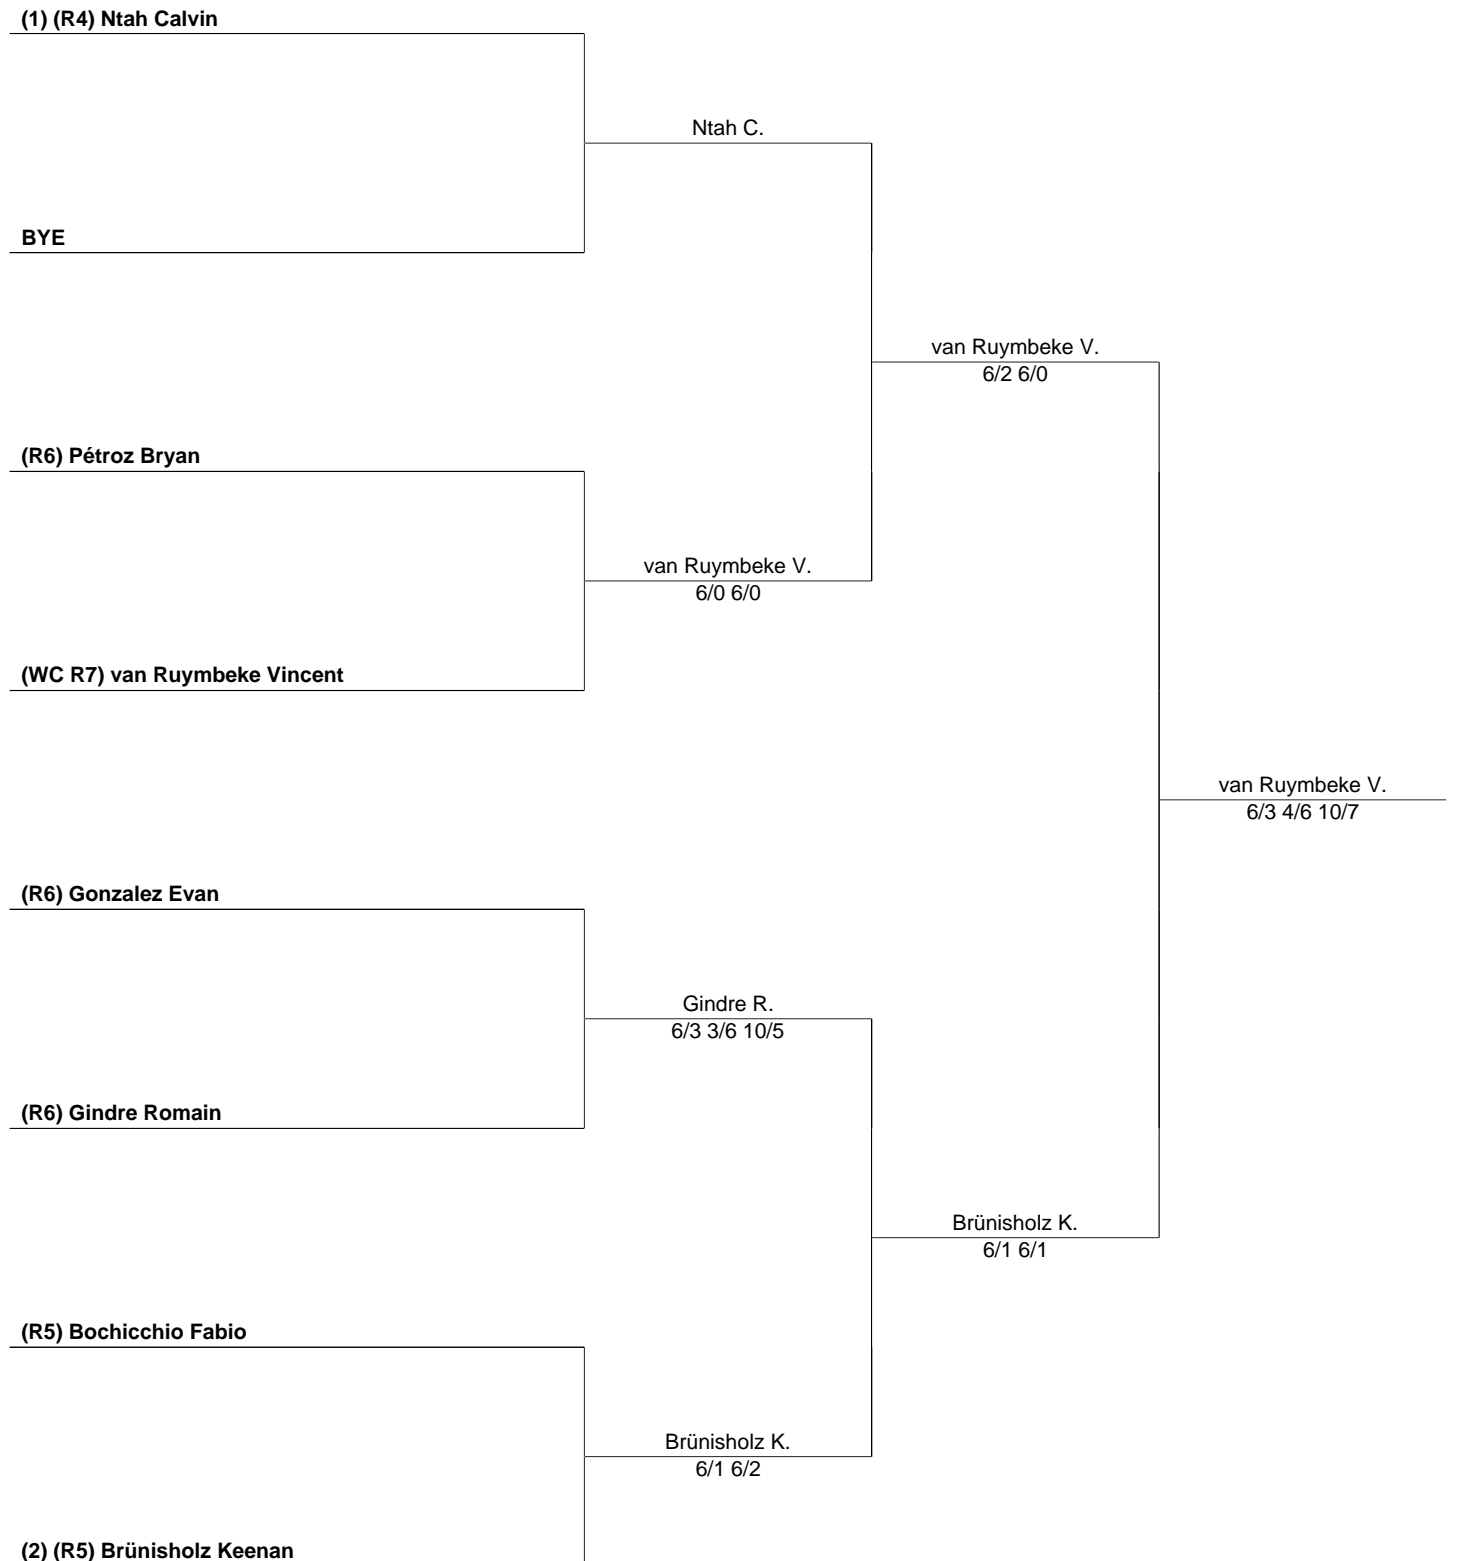 (1) (R4) Ntah Calvin
Ntah C.
BYE
van Ruymbeke V.
6/2 6/0
(R6) Pétroz Bryan
van Ruymbeke V.
6/0 6/0
(WC R7) van Ruymbeke Vincent
van Ruymbeke V.
6/3 4/6 10/7
(R6) Gonzalez Evan
Gindre R.
6/3 3/6 10/5
(R6) Gindre Romain
Brünisholz K.
6/1 6/1
(R5) Bochicchio Fabio
Brünisholz K.
6/1 6/2
(2) (R5) Brünisholz Keenan